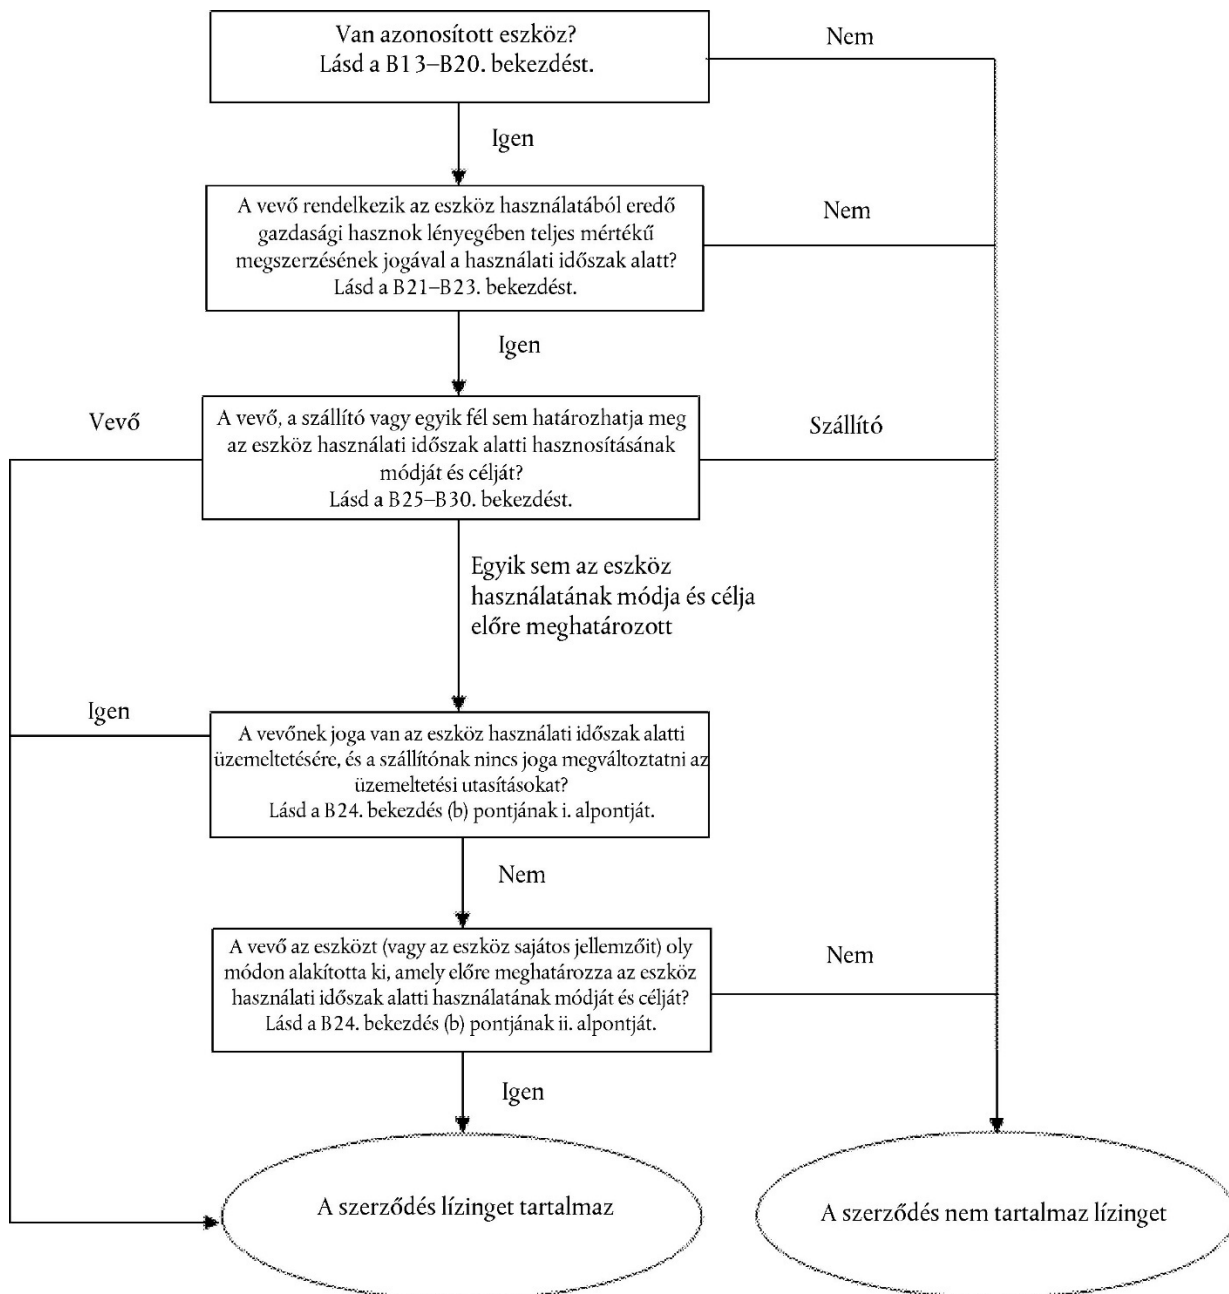 Van azonosított eszköz?
Lásd a B13–B20. bekezdést.
Nem
Igen
A vevő rendelkezik az eszköz használatából eredő
gazdasági hasznok lényegében teljes mértékű
megszerzésének jogával a használati időszak alatt?
Lásd a B21–B23. bekezdést.
Nem
Igen
Vevő
A vevő, a szállító vagy egyik fél sem határozhatja meg
az eszköz használati időszak alatti hasznosításának
módját és célját?
Lásd a B25–B30. bekezdést.
Szállító
Egyik sem az eszköz
használatának módja és célja
előre meghatározott
Igen
A vevőnek joga van az eszköz használati időszak alatti
üzemeltetésére, és a szállítónak nincs joga megváltoztatni az
üzemeltetési utasításokat?
Lásd a B24. bekezdés (b) pontjának i. alpontját.
Nem
A vevő az eszközt (vagy az eszköz sajátos jellemzőit) oly
módon alakította ki, amely előre meghatározza az eszköz
használati időszak alatti használatának módját és célját?
Lásd a B24. bekezdés (b) pontjának ii. alpontját.
Nem
Igen
A szerződés lízinget tartalmaz
A szerződés nem tartalmaz lízinget